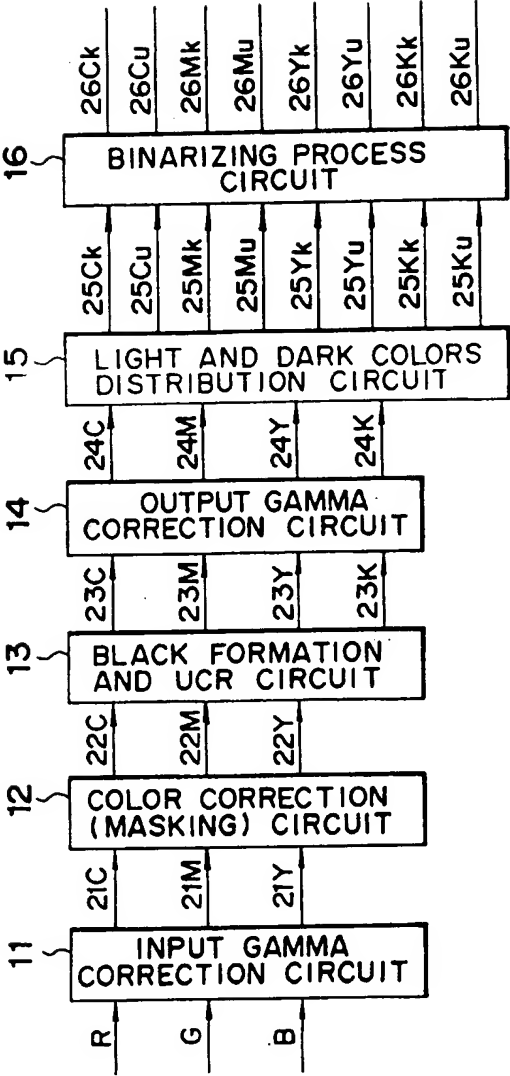 R
G
B
11
INPUT GAMMA
CORRECTION CIRCUIT
21C
21M
21Y
12
COLOR CORRECTION
(MASKING) CIRCUIT
22C
22M
22Y
13
BLACK FORMATION
AND UCR CIRCUIT
23C
23M
23Y
23K
14
OUTPUT GAMMA
CORRECTION CIRCUIT
24C
24M
24Y
24K
15
LIGHT AND DARK COLORS
DISTRIBUTION CIRCUIT
25Ck
25Cu
25Mk
25Mu
25Yk
25Yu
25Kk
25Ku
16
BINARIZING PROCESS
CIRCUIT
26Ck
26Cu
26Mk
26Mu
26Yk
26Yu
26Kk
26Ku